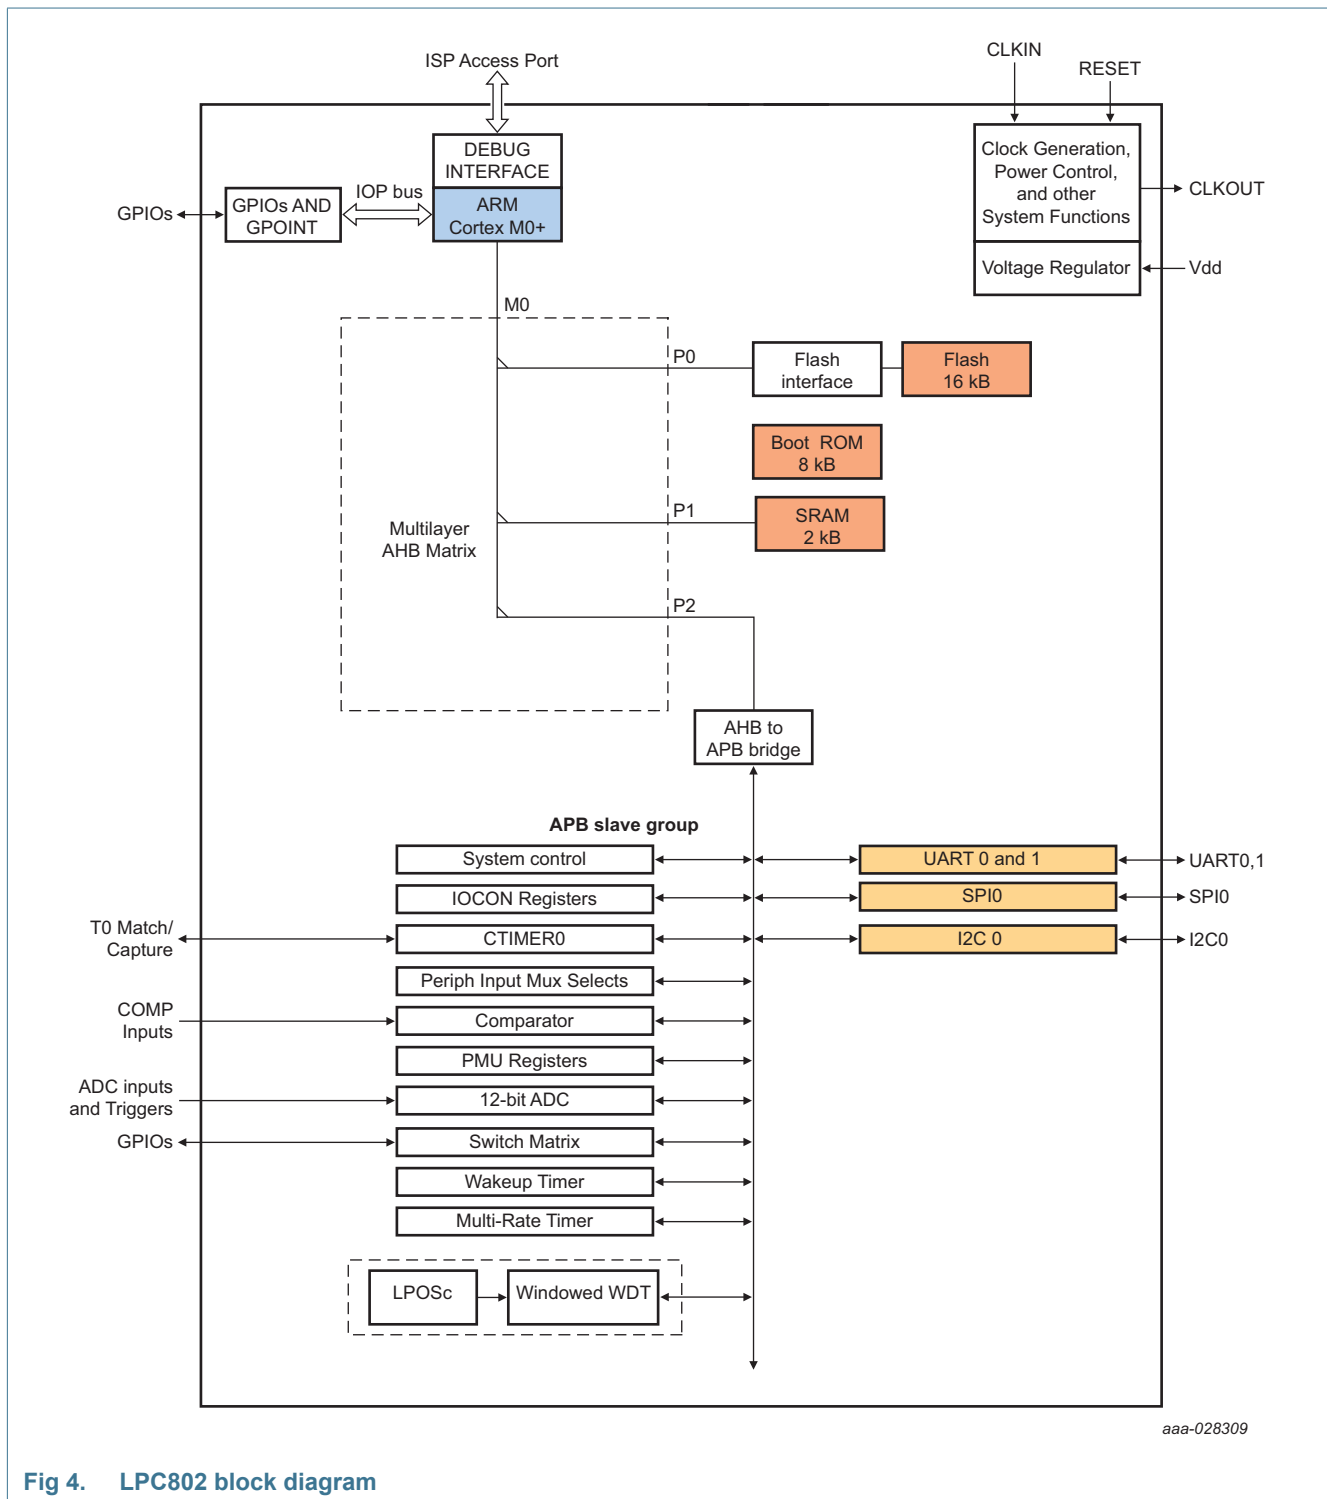 ISP Access Port
CLKIN
RESET
DEBUG
INTERFACE
ARM
Cortex M0+
IOP bus
GPIOs
GPIOs AND
GPOINT
Clock Generation,
Power Control,
and other
System Functions
CLKOUT
Voltage Regulator
Vdd
M0
P0
Flash
interface
Flash
16 kB
Boot ROM
8 kB
P1
SRAM
2 kB
Multilayer
AHB Matrix
P2
AHB to
APB bridge
APB slave group
System control
UART 0 and 1
UART0,1
IOCON Registers
SPI0
SPI0
T0 Match/
Capture
CTIMER0
I2C 0
I2C0
Periph Input Mux Selects
COMP
Inputs
Comparator
PMU Registers
ADC inputs
and Triggers
12-bit ADC
GPIOs
Switch Matrix
Wakeup Timer
Multi-Rate Timer
LPOSc
Windowed WDT
aaa-028309
Fig 4. LPC802 block diagram